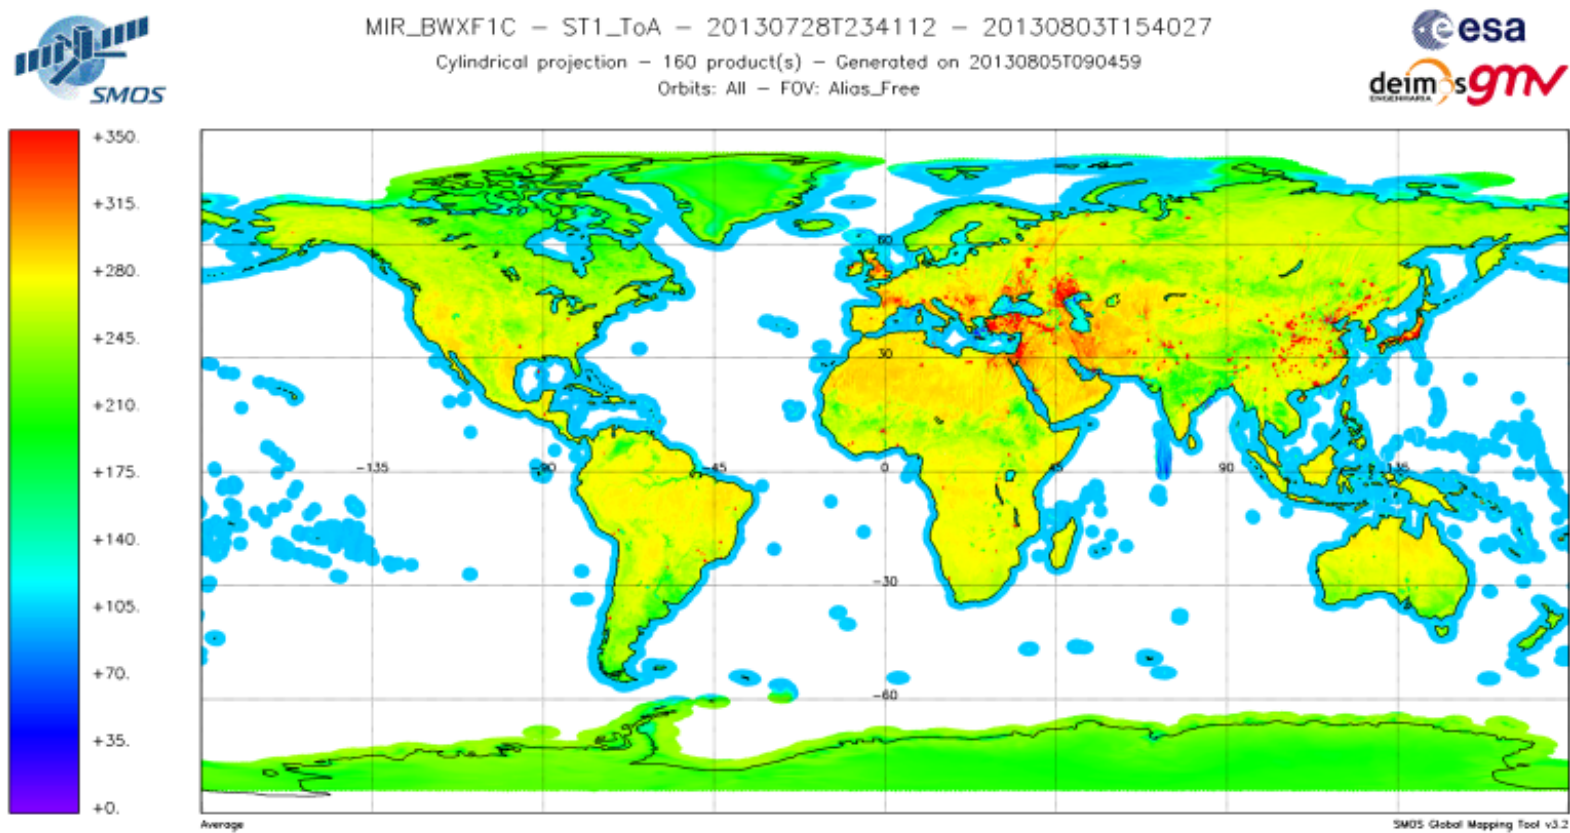 MIR_BWXF1C – ST1_ToA – 20130728T234112 – 20130803T154027
Cylindrical projection – 160 product(s) – Generated on 20130805T090459
Orbits: All – FOV: Alias_Free
SMOS
esa
deimos
ENGENHARIA
gmv
+350.
+315.
+280.
+245.
+210.
+175.
+140.
+105.
+70.
+35.
+0.
60
30
-135
-90
-45
0
45
90
135
-30
-60
Average
SMOS Global Mapping Tool v3.2